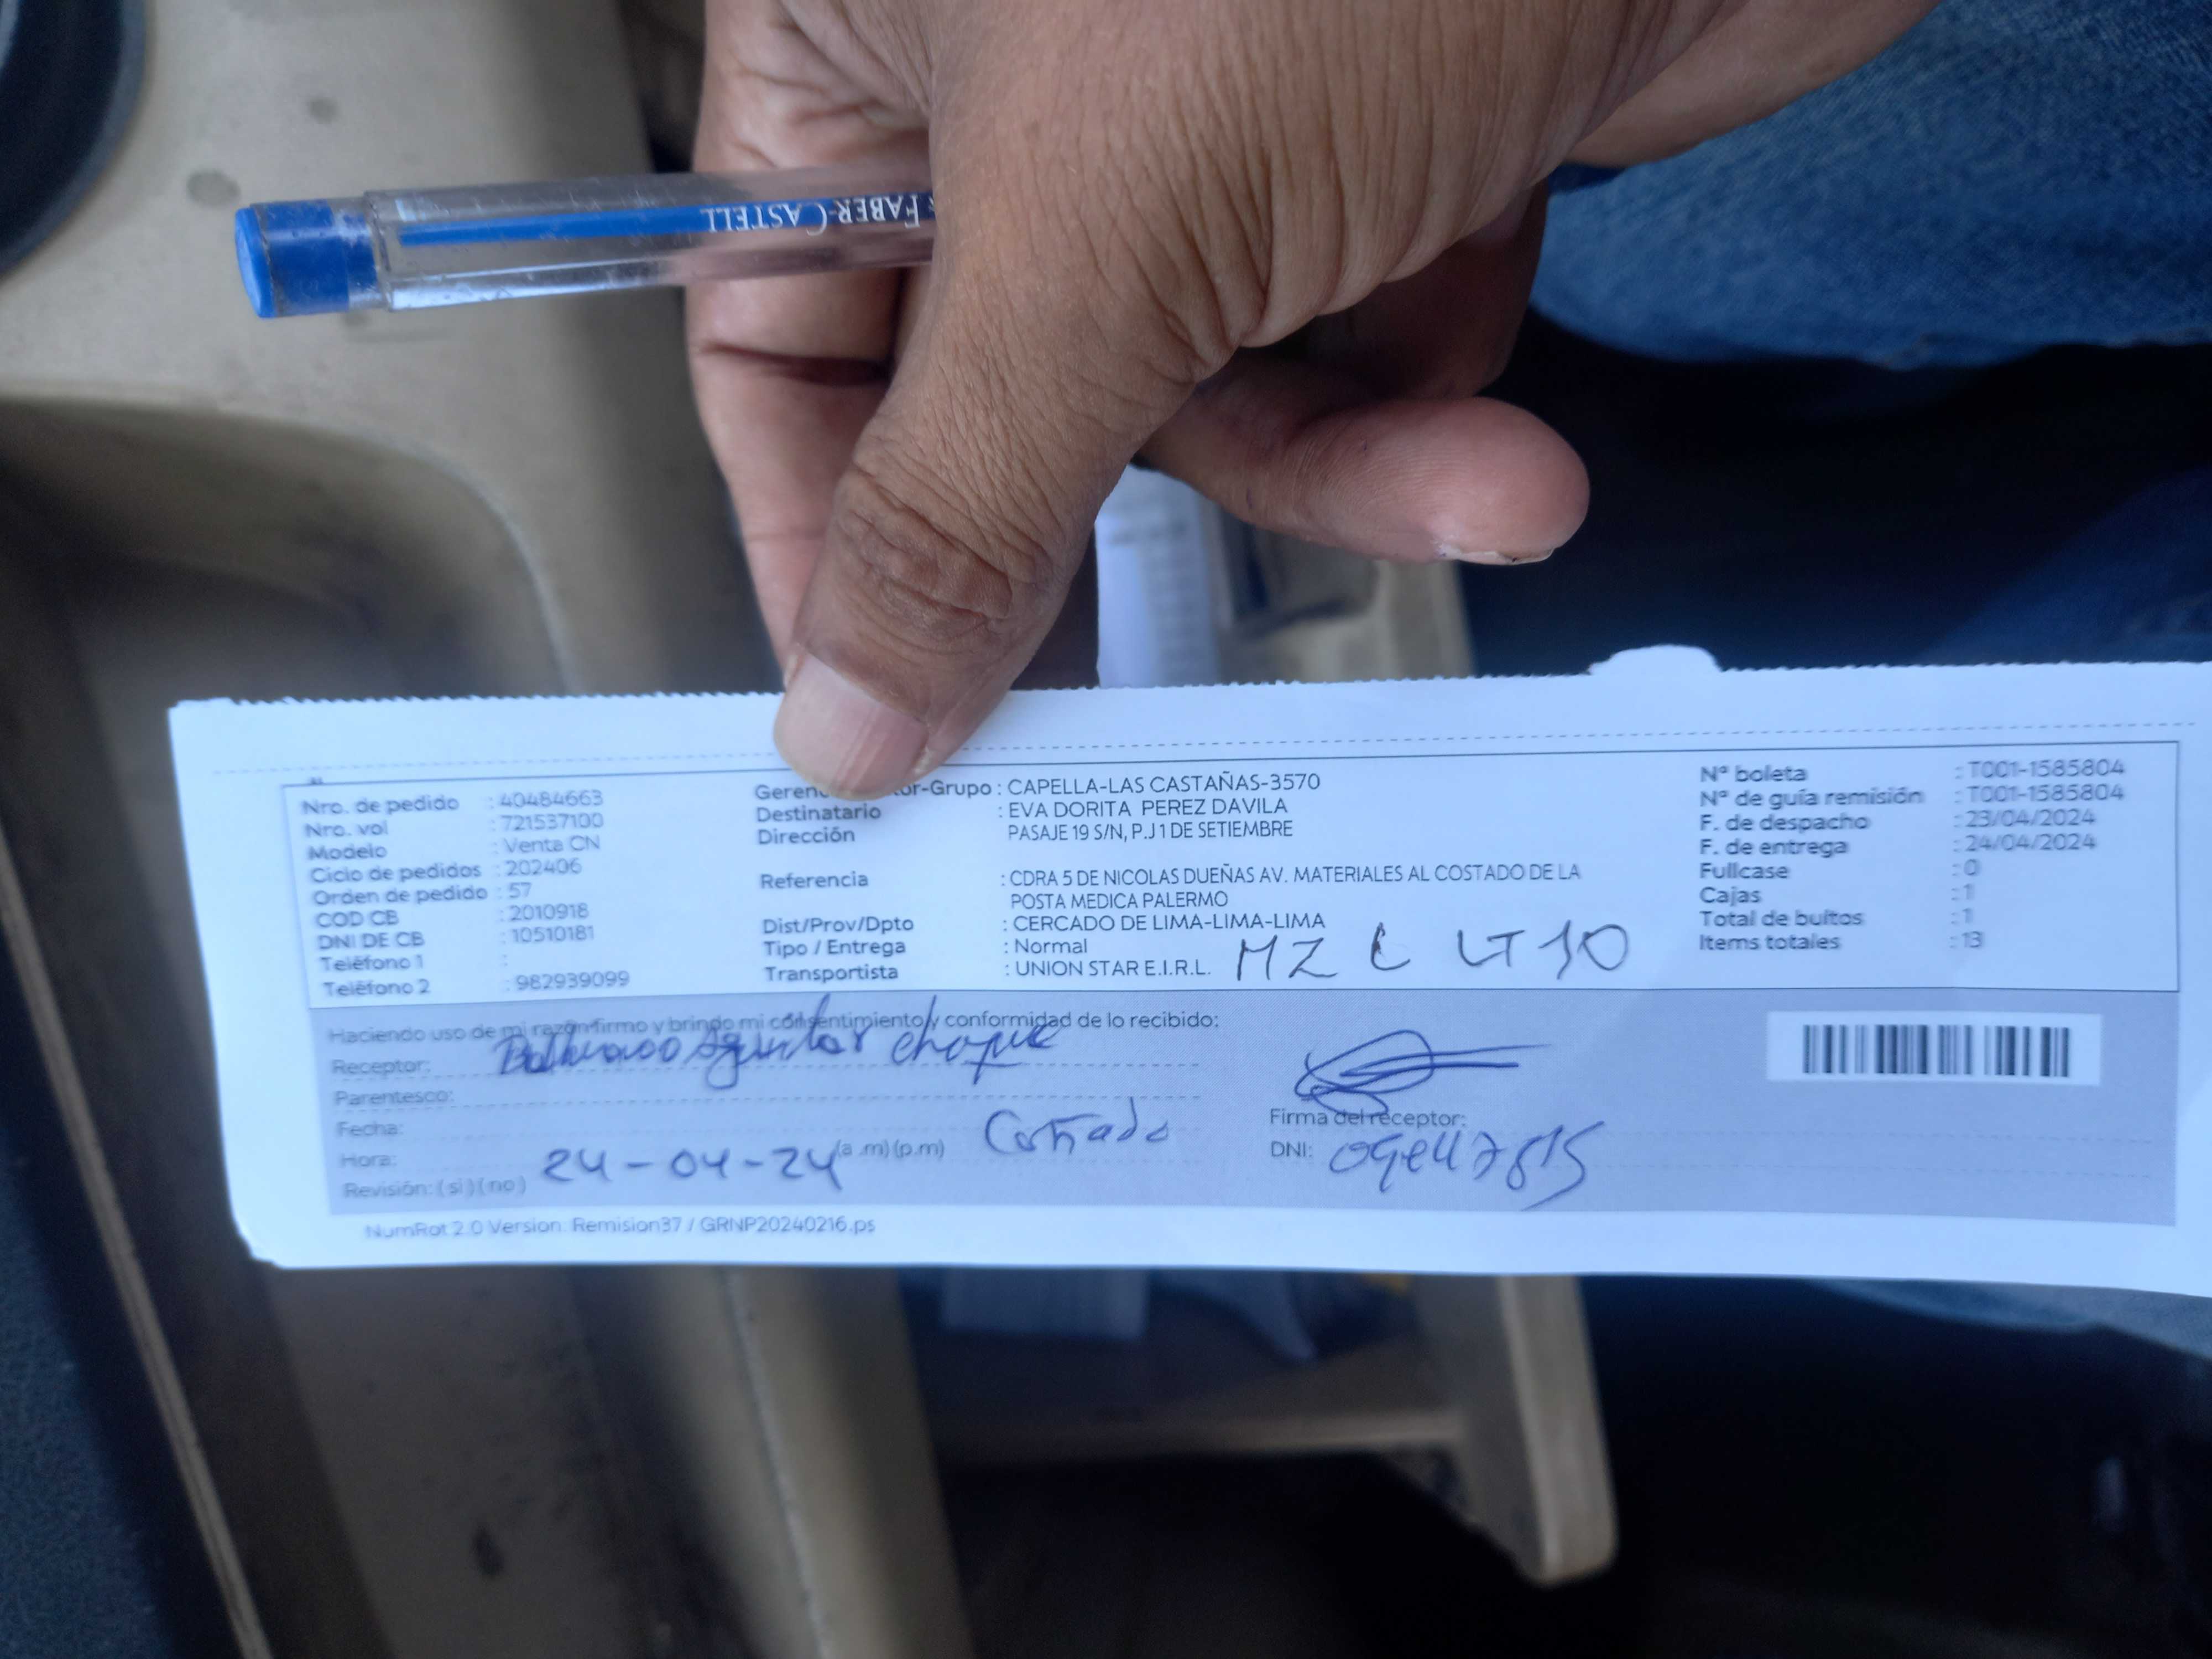 FABER-CASTELL
Nro. de pedido : 40484663
Nro. vol : 721537100
Modelo : Venta CN
Ciclo de pedidos : 202406
Orden de pedido : 57
COD CB : 2010918
DNI DE CB : 10510181
Teléfono 1 :
Teléfono 2 : 982939099
Geren or-Grupo : CAPELLA-LAS CASTAÑAS-3570
Destinatario : EVA DORITA PEREZ DAVILA
Dirección PASAJE 19 S/N, P.J 1 DE SETIEMBRE
Referencia : CDRA 5 DE NICOLAS DUEÑAS AV. MATERIALES AL COSTADO DE LA
POSTA MEDICA PALERMO
Dist/Prov/Dpto : CERCADO DE LIMA-LIMA-LIMA
Tipo / Entrega : Normal
Transportista : UNION STAR E.I.R.L.
MZ C LT 10
Nº boleta : T001-1585804
Nº de guía remisión : T001-1585804
F. de despacho : 23/04/2024
F. de entrega : 24/04/2024
Fullcase : 0
Cajas : 1
Total de bultos : 1
Items totales : 13
Haciendo uso de mi razón firmo y brindo mi consentimiento y conformidad de lo recibido:
Receptor: Aguilar choque
Parentesco:
Fecha:
Hora: 24-04-24 (a .m) (p.m)
Revisión: ( si ) ( no )
Firma del receptor:
DNI:
NumRot 2.0 Version: Remision37 / GRNP20240216.ps